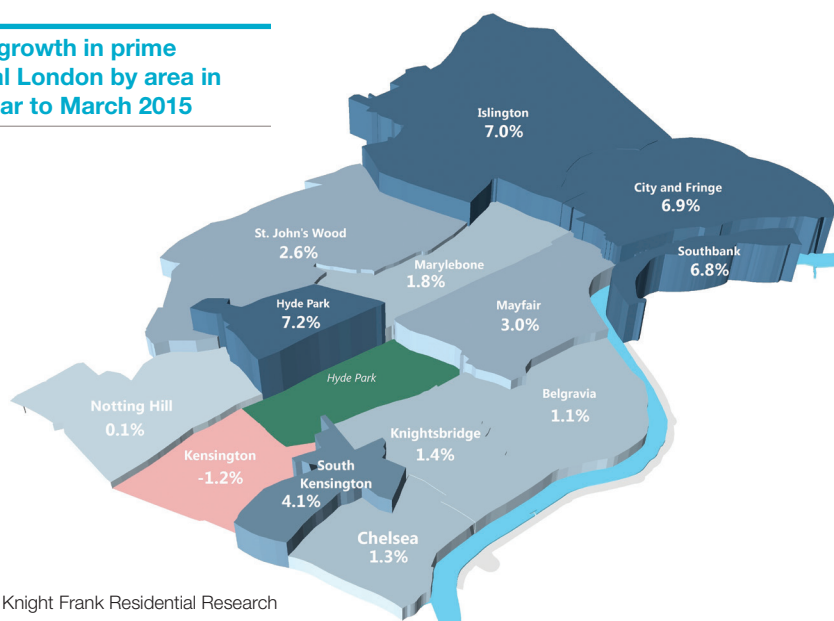 growth in prime
l London by area in
ar to March 2015
Islington
7.0%
City and Fringe
6.9%
Southbank
6.8%
St. John's Wood
2.6%
Marylebone
1.8%
Hyde Park
7.2%
Mayfair
3.0%
Hyde Park
Notting Hill
0.1%
Belgravia
1.1%
Knightsbridge
1.4%
Kensington
-1.2%
South
Kensington
4.1%
Chelsea
1.3%
Knight Frank Residential Research